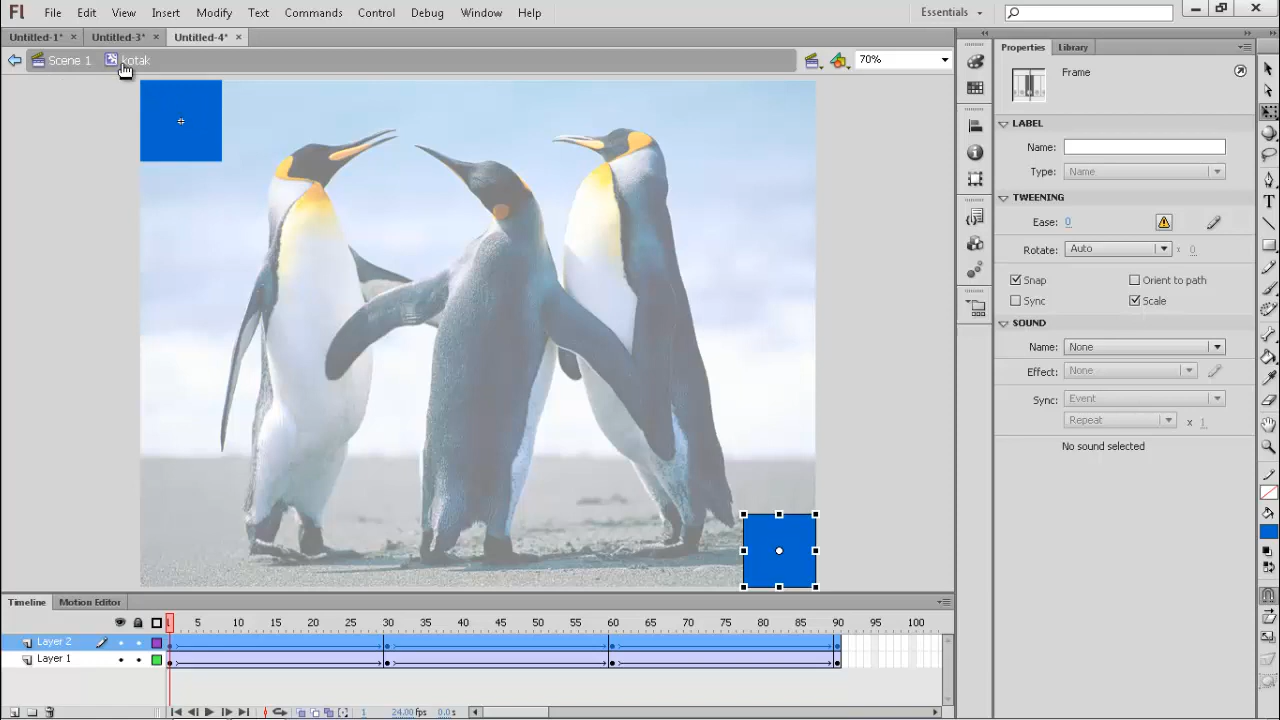 Fl File Edit View Insert Modify Text Commands Control Debug Window Help Essentials
Untitled-1* Untitled-3* Untitled-4*
Scene 1 kotak 70%
Properties Library
Frame
LABEL
Name:
Type: Name
TWEENING
Ease: 0
Rotate: Auto x 0
Snap Orient to path
Sync Scale
SOUND
Name: None
Effect: None
Sync: Event
Repeat x 1
No sound selected
Timeline Motion Editor
1 5 10 15 20 25 30 35 40 45 50 55 60 65 70 75 80 85 90 95 100
Layer 2
Layer 1
1 24.00 fps 0.0 s